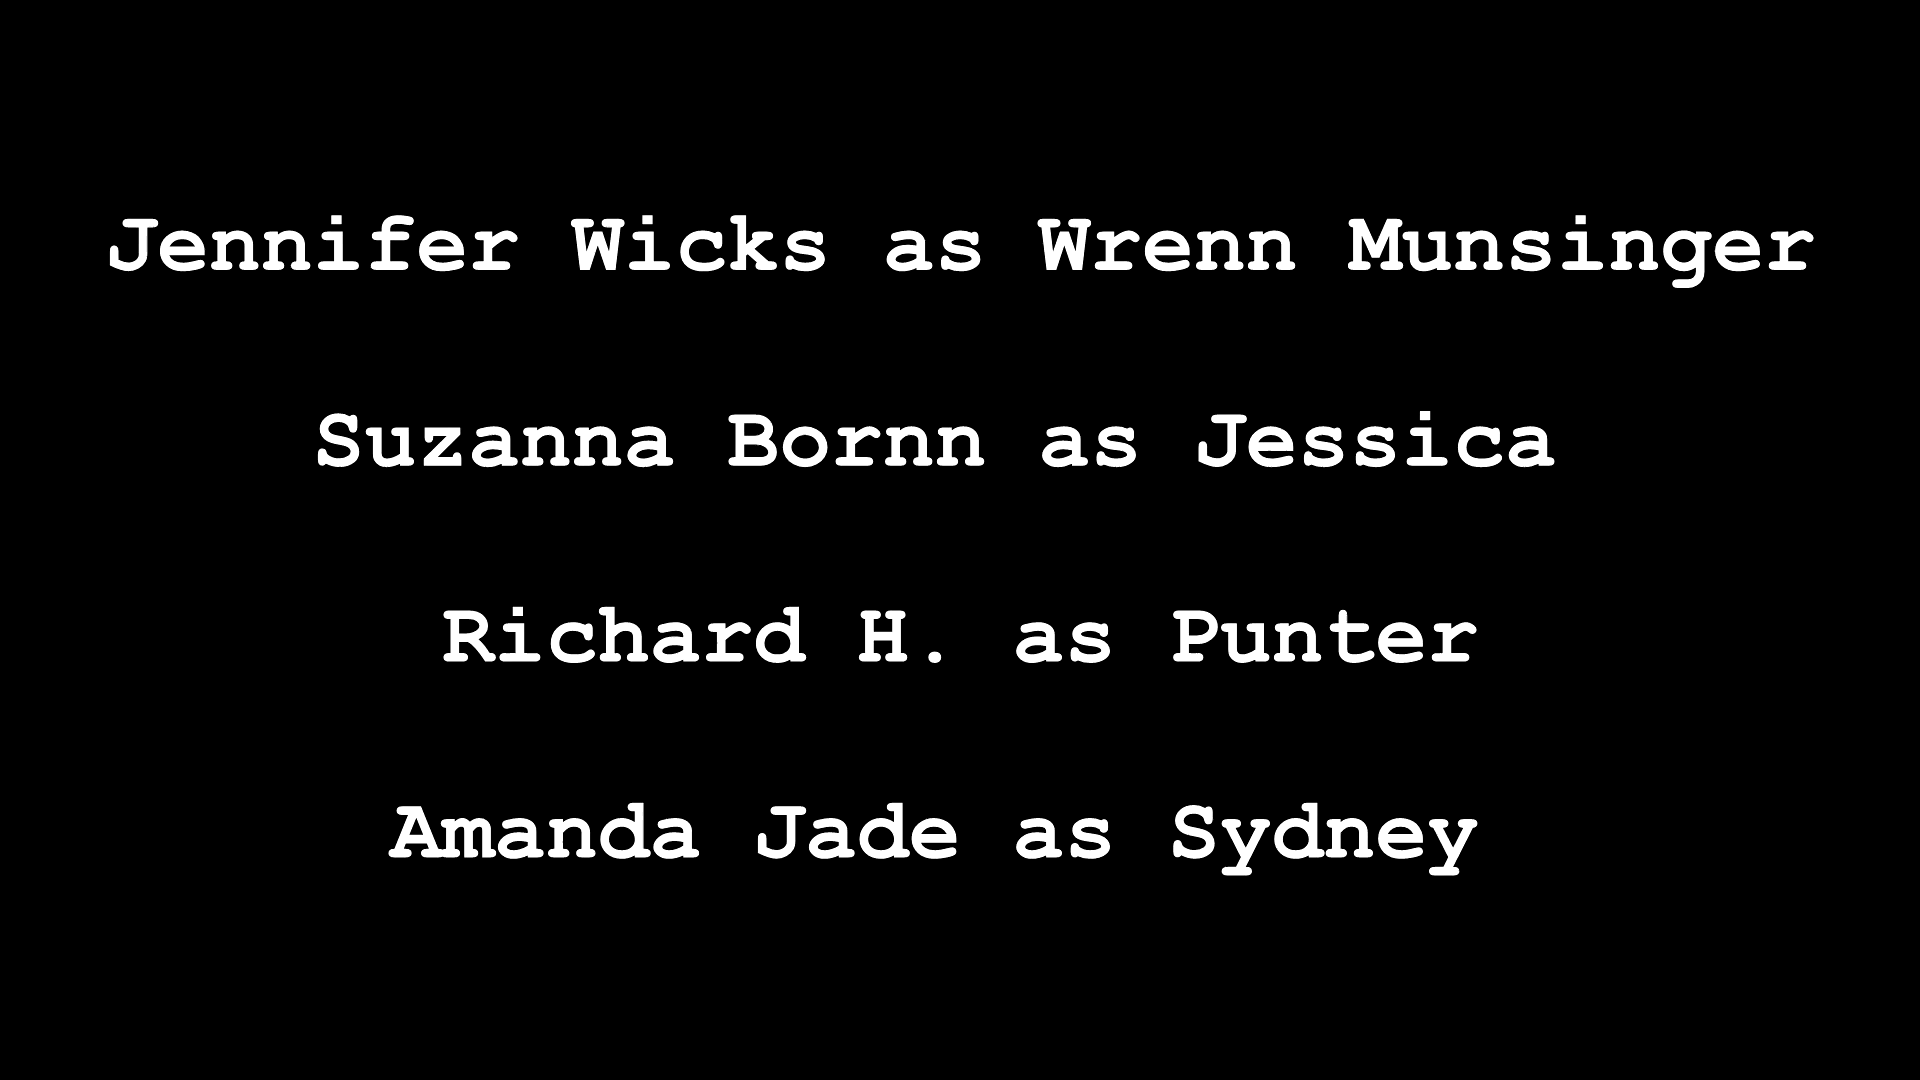 Jennifer Wicks as Wrenn Munsinger
Suzanna Bornn as Jessica
Richard H. as Punter
Amanda Jade as Sydney